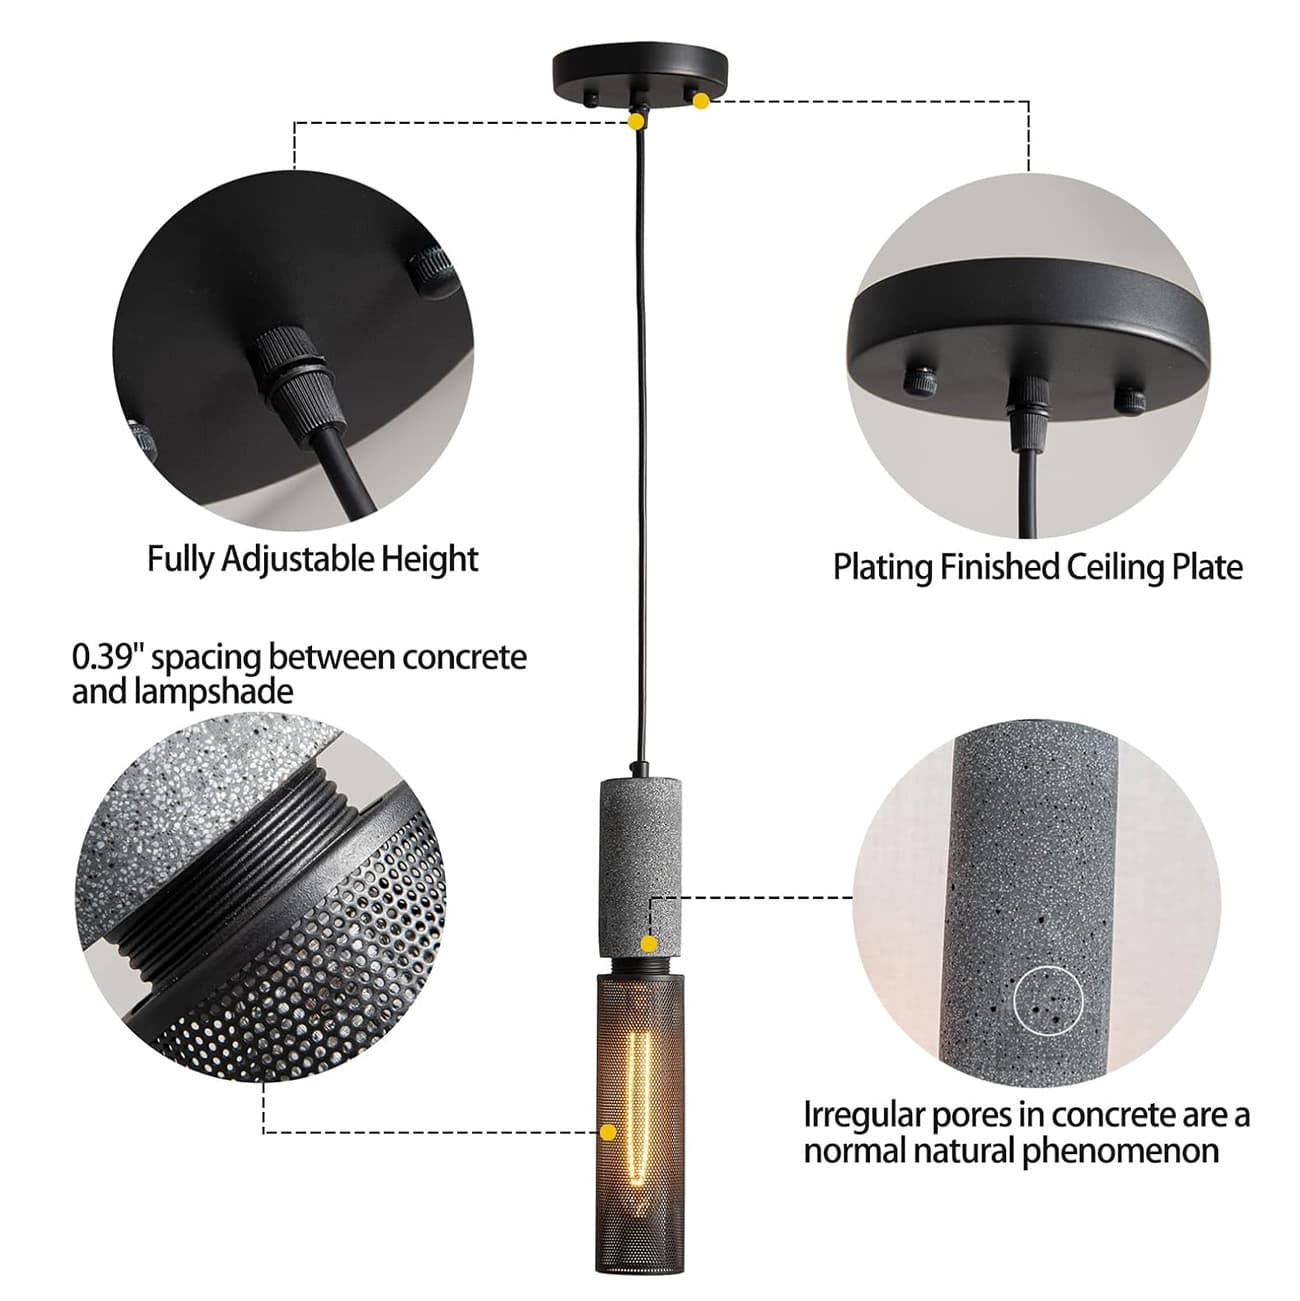 Fully Adjustable Height
Plating Finished Ceiling Plate
0.39" spacing between concrete
and lampshade
Irregular pores in concrete are a
normal natural phenomenon